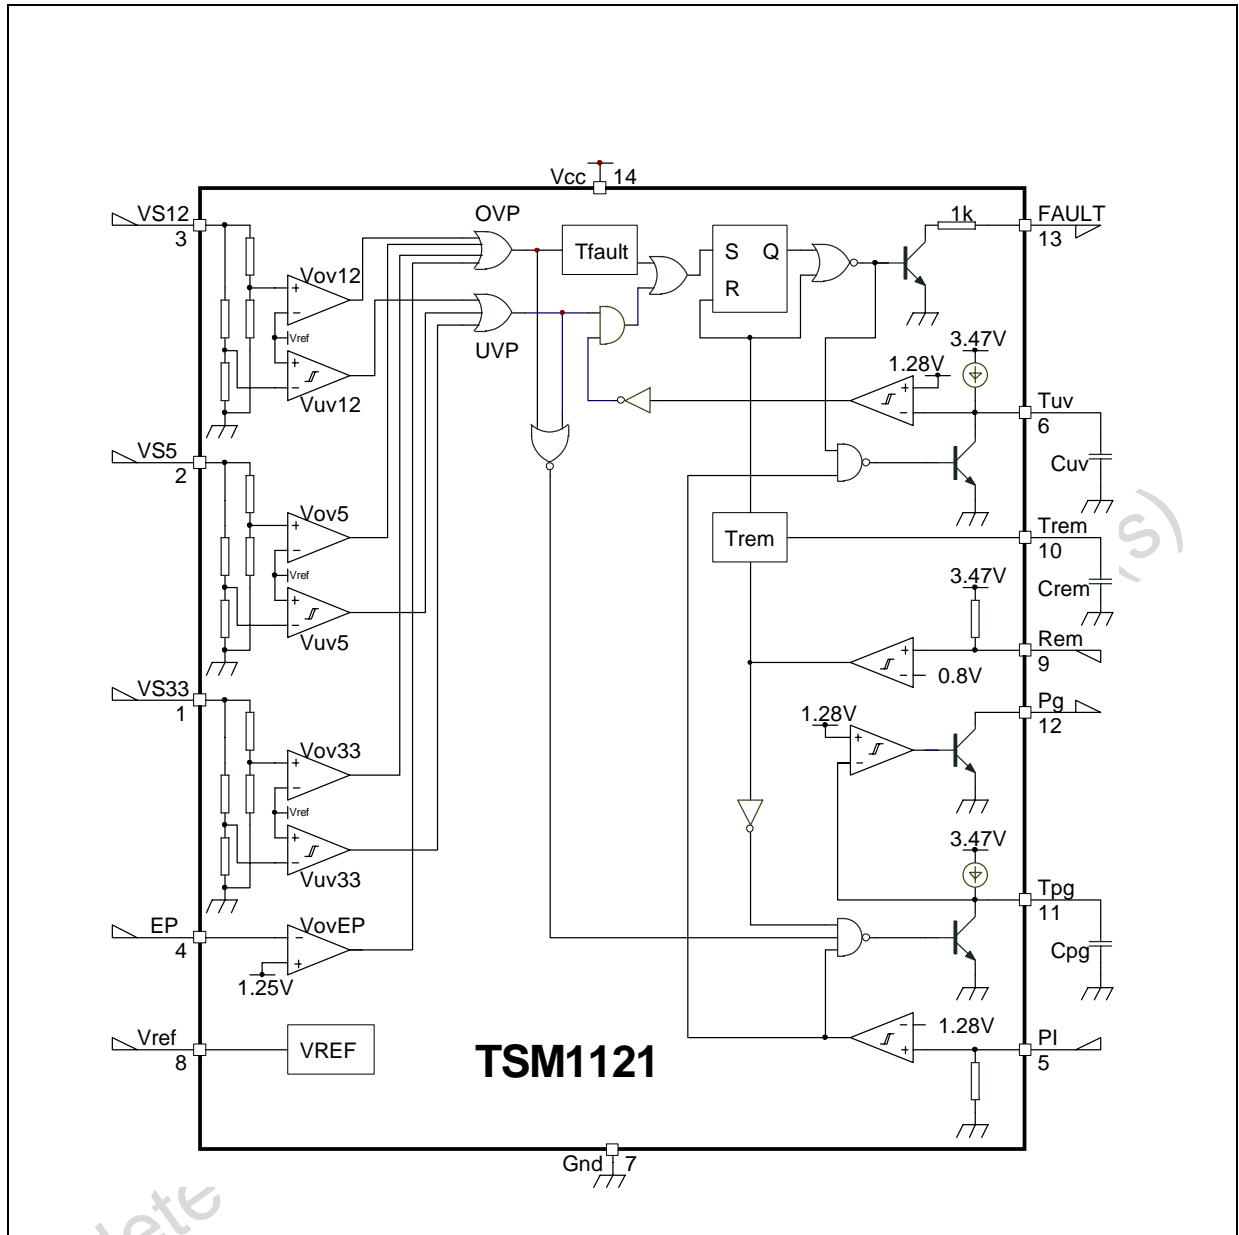 Vcc 14
VS12
3
OVP
1k
FAULT
13
Tfault
S Q
R
Vov12
+
−
Vref
+
−
Vuv12
UVP
3.47V
1.28V
+
−
Tuv
6
Cuv
VS5
2
Vov5
+
−
Vref
+
−
Vuv5
Trem
Trem
10
Crem
3.47V
Rem
9
+
−
0.8V
VS33
1
Vov33
+
−
Vref
+
−
Vuv33
1.28V
+
−
Pg
12
3.47V
Tpg
11
Cpg
EP
4
VovEP
−
+
1.25V
−
+
1.28V
PI
5
Vref
8
VREF
TSM1121
Gnd 7
s)
lete